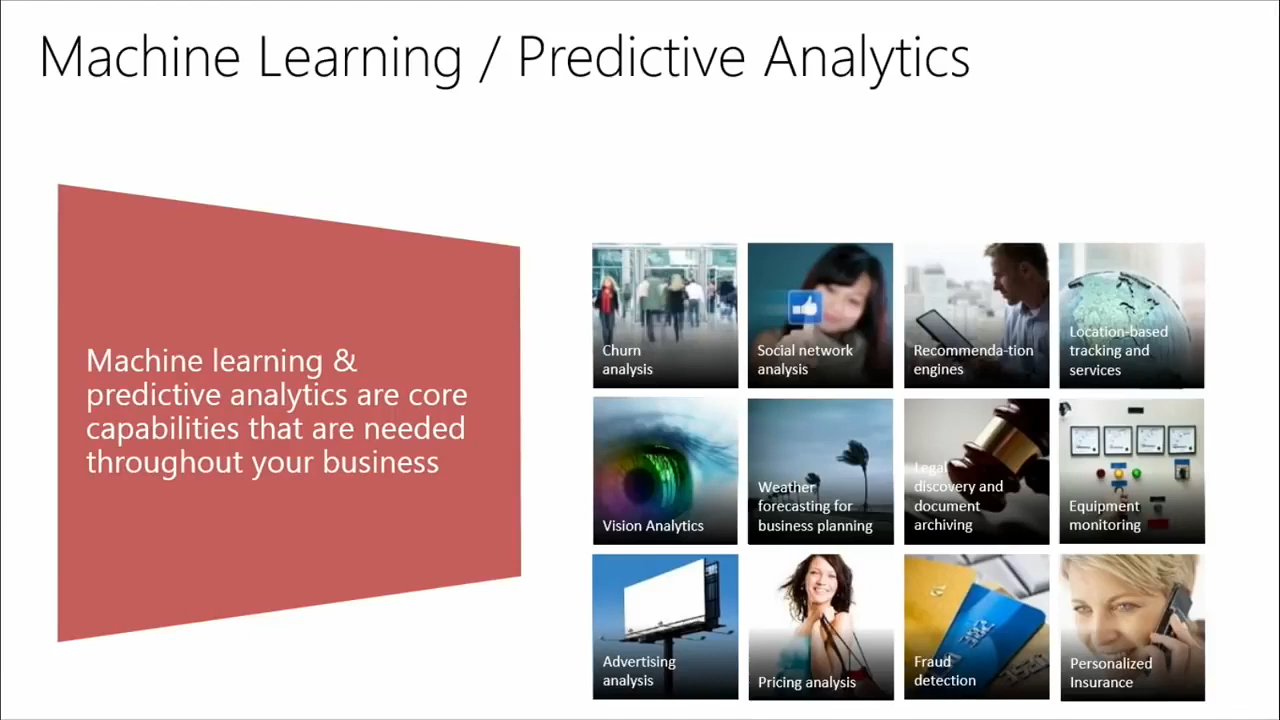 Machine Learning / Predictive Analytics
Machine learning &
predictive analytics are core
capabilities that are needed
throughout your business
Churn
analysis
Social network
analysis
Recommenda-tion
engines
Location-based
tracking and
services
Vision Analytics
Weather
forecasting for
business planning
Legal
discovery and
document
archiving
Equipment
monitoring
Advertising
analysis
Pricing analysis
Fraud
detection
Personalized
Insurance